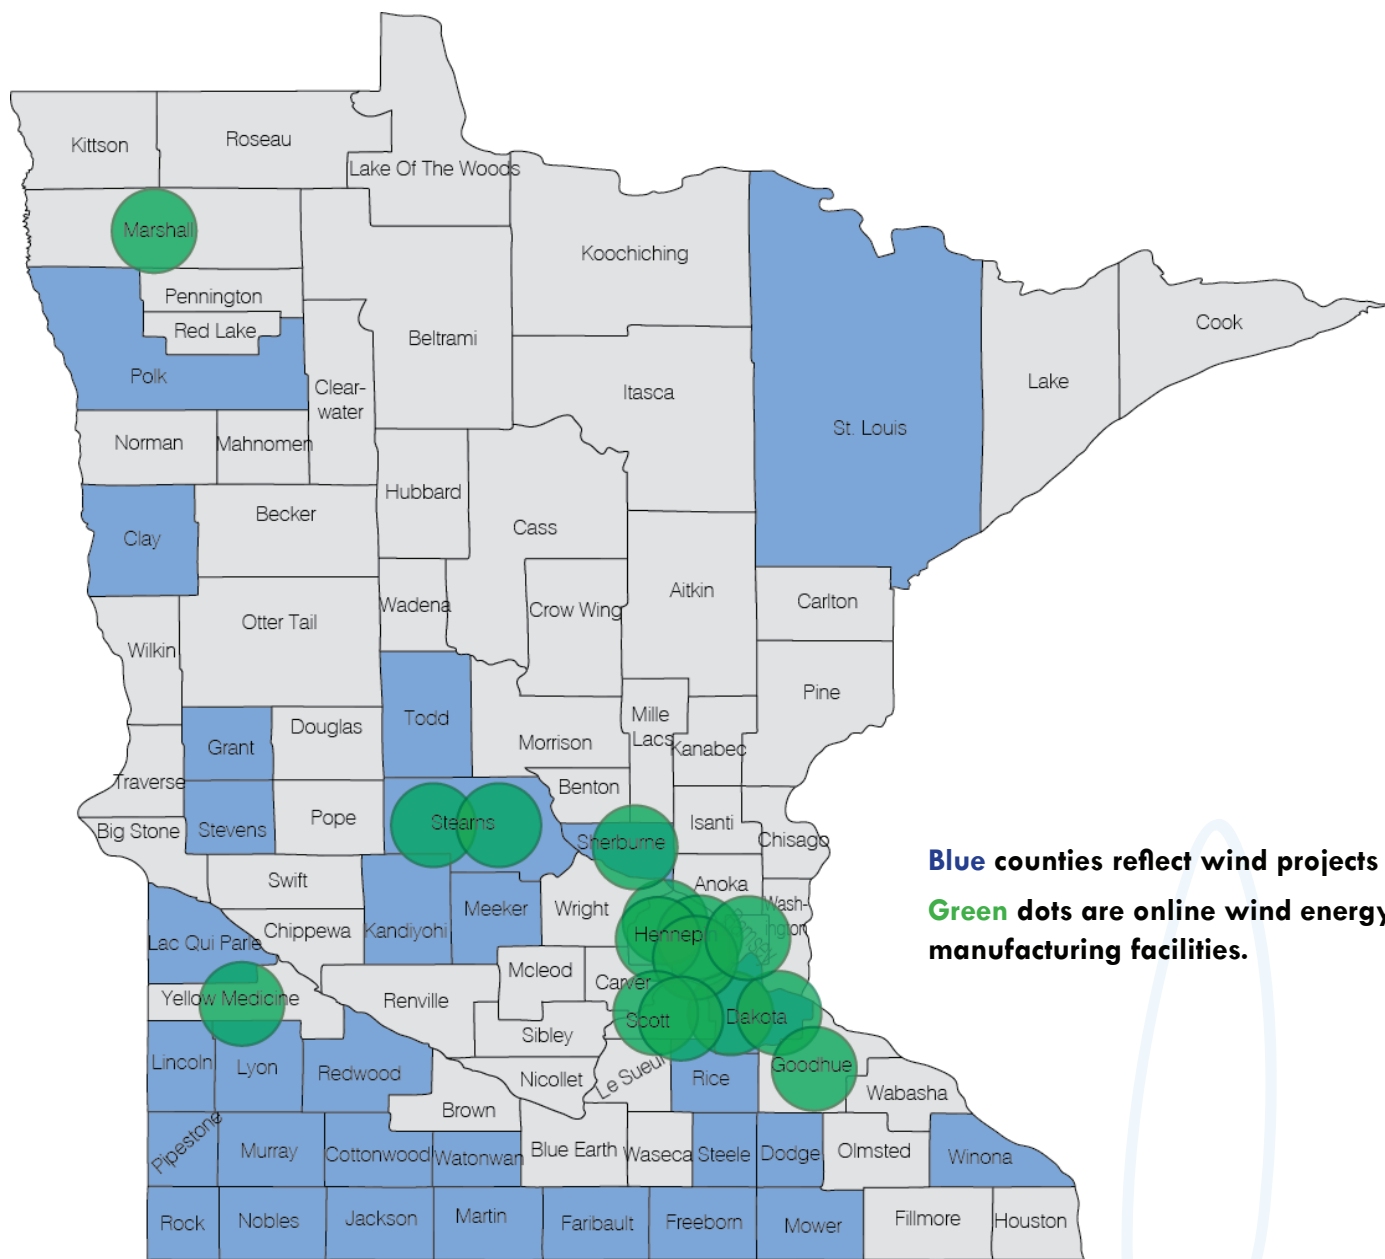 Kittson
Roseau
Lake Of The Woods
Marshall
Koochiching
Pennington
Red Lake
Beltrami
Cook
Polk
Clear-
water
Itasca
Lake
St. Louis
Norman
Mahnomen
Hubbard
Becker
Cass
Clay
Aitkin
Wadena
Crow Wing
Carlton
Otter Tail
Wilkin
Pine
Todd
Mille
Lacs
Grant
Douglas
Morrison
Kanabec
Traverse
Benton
Big Stone
Stevens
Pope
Stearns
Isanti
Sherburne
Chisago
Swift
Anoka
Meeker
Wright
Wash-
ington
Blue counties reflect wind projects
Green dots are online wind energy
manufacturing facilities.
Lac Qui Parle
Chippewa
Kandiyohi
Hennepin
Ramsey
Mcleod
Carver
Yellow Medicine
Renville
Scott
Dakota
Sibley
Lincoln
Lyon
Redwood
Nicollet
Le Sueur
Rice
Goodhue
Wabasha
Brown
Pipestone
Murray
Cottonwood
Watonwan
Blue Earth
Waseca
Steele
Dodge
Olmsted
Winona
Rock
Nobles
Jackson
Martin
Faribault
Freeborn
Mower
Fillmore
Houston